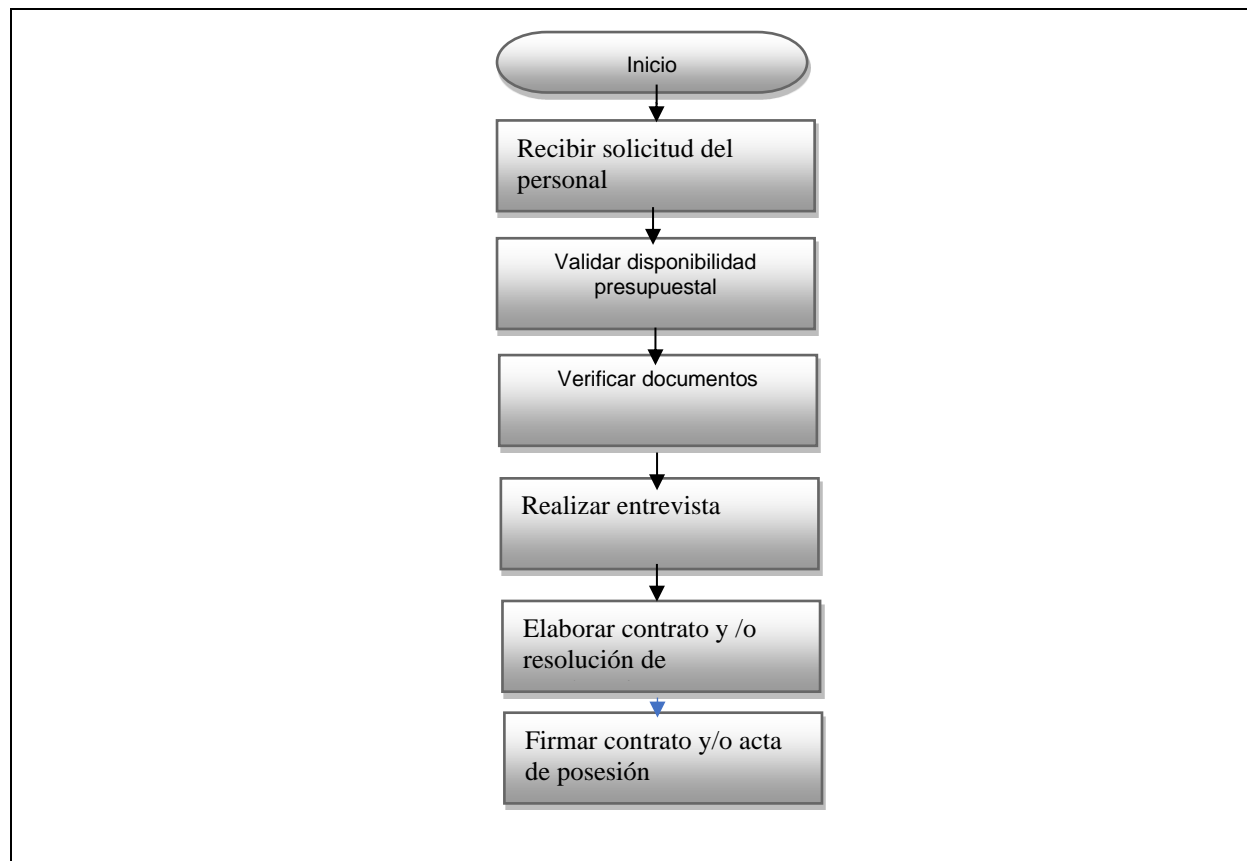 Inicio
Recibir solicitud del
personal
Validar disponibilidad
presupuestal
Verificar documentos
Realizar entrevista
Elaborar contrato y /o
resolución de
Firmar contrato y/o acta
de posesión